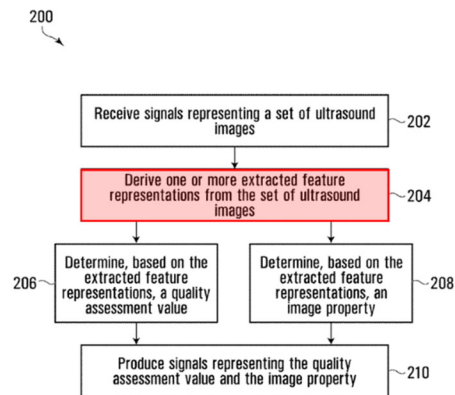 200
Receive signals representing a set of ultrasound
images
202
Derive one or more extracted feature
representations from the set of ultrasound
images
204
206
Determine, based on the
extracted feature
representations, a quality
assessment value
Determine, based on the
extracted feature
representations, an
image property
208
Produce signals representing the quality
assessment value and the image property
210